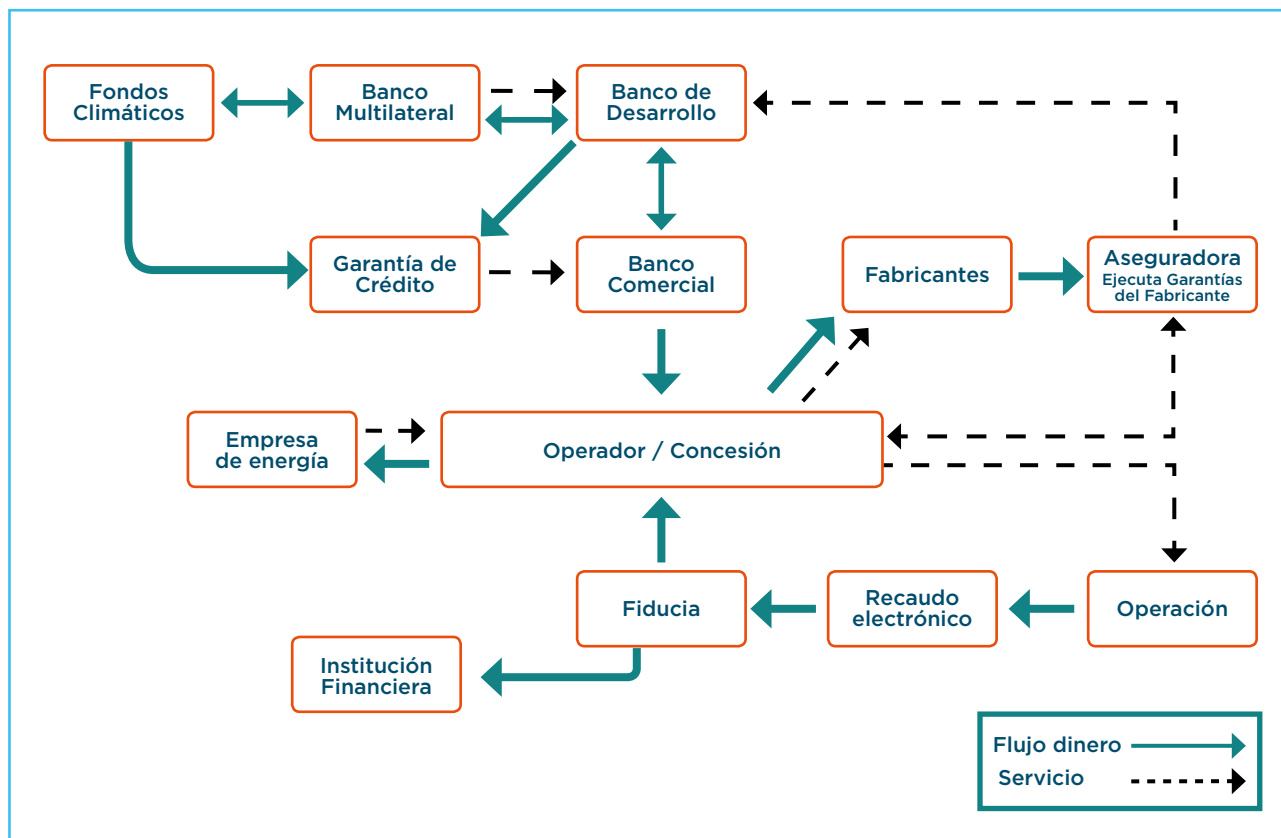 Fondos
Climáticos
Banco
Multilateral
Banco de
Desarrollo
Garantía de
Crédito
Banco
Comercial
Fabricantes
Aseguradora
Ejecuta Garantías
del Fabricante
Empresa
de energía
Operador / Concesión
Fiducia
Recaudo
electrónico
Operación
Institución
Financiera
Flujo dinero
Servicio